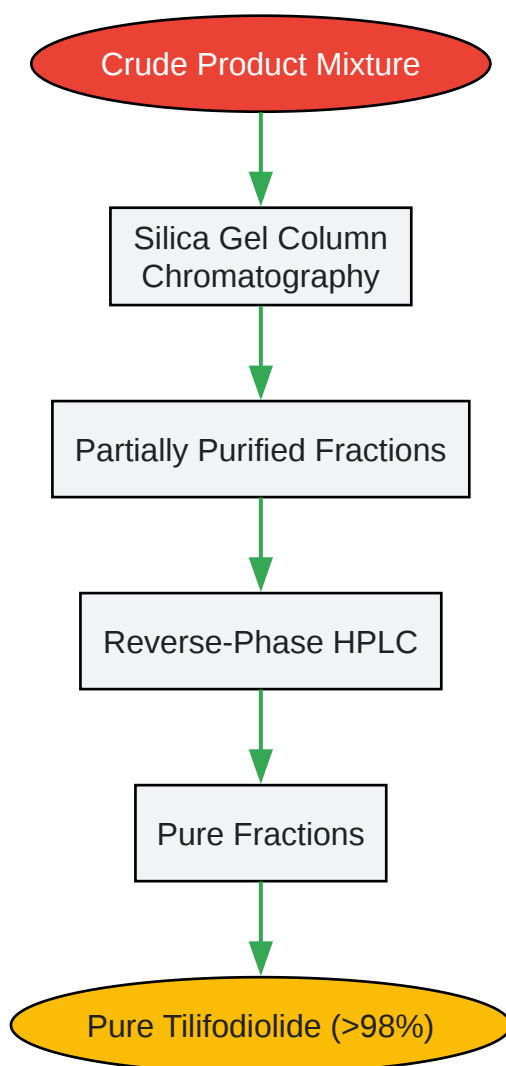 Crude Product Mixture
Silica Gel Column
Chromatography
Partially Purified Fractions
Reverse-Phase HPLC
Pure Fractions
Pure Tilifodiolide (>98%)